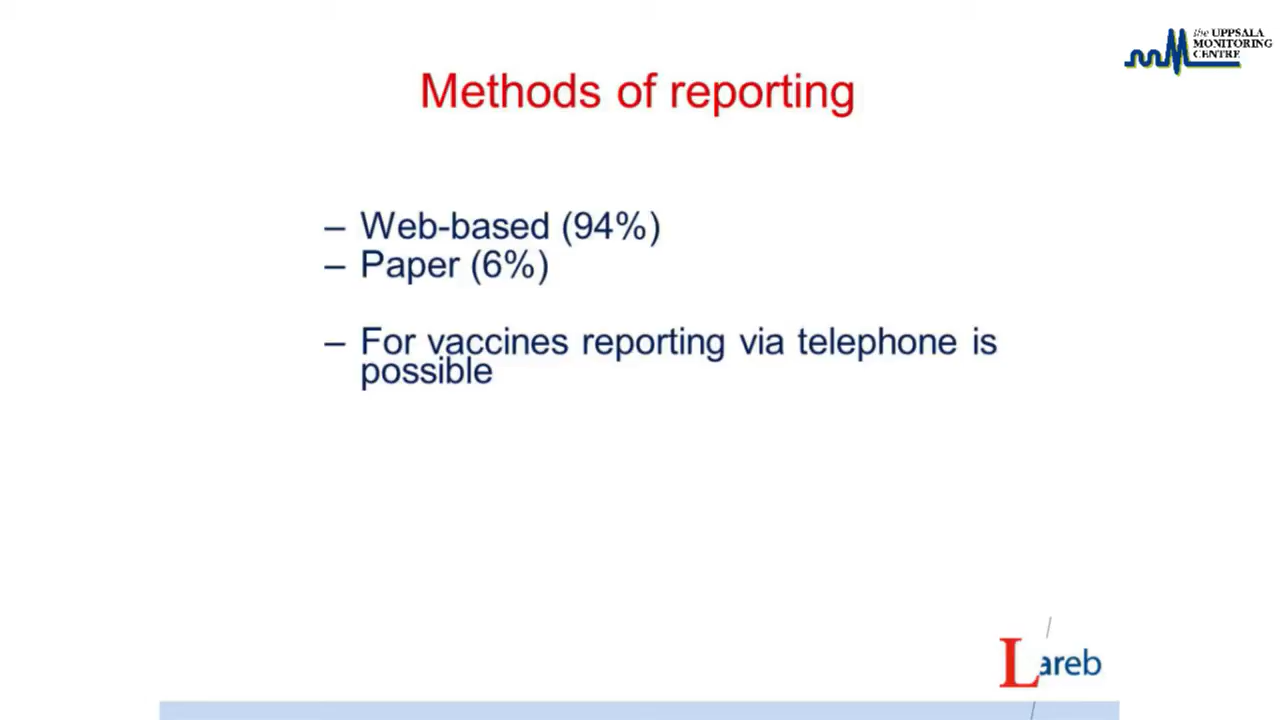 the UPPSALA
MONITORING
CENTRE
Methods of reporting
– Web-based (94%)
– Paper (6%)
– For vaccines reporting via telephone is
possible
Lareb